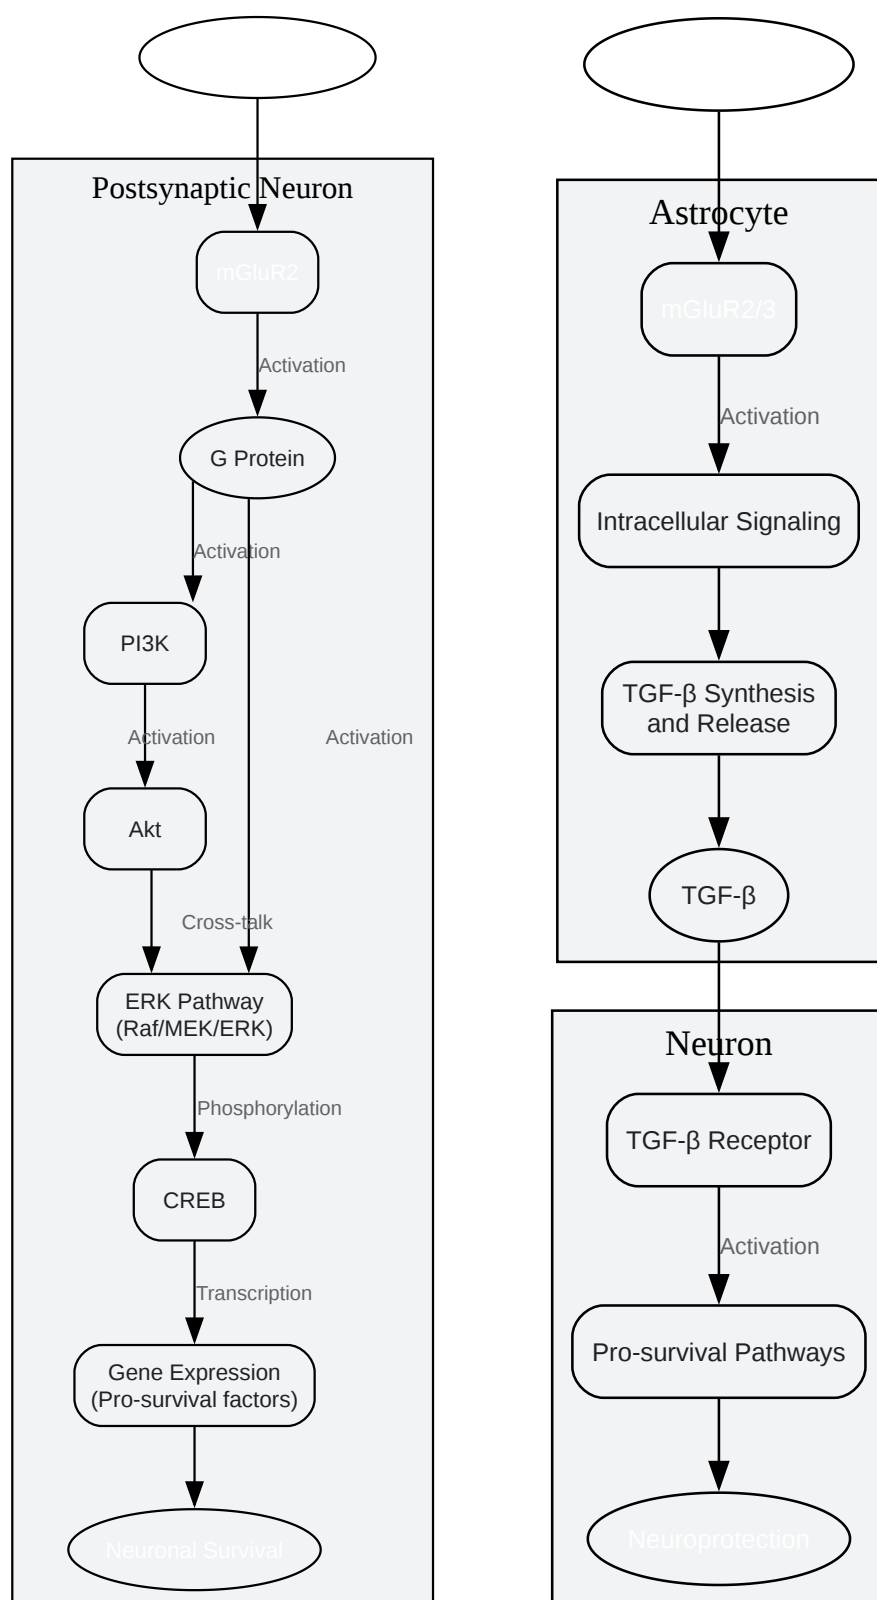 Postsynaptic Neuron
mGluR2
Activation
G Protein
Activation
PI3K
Activation
Activation
Akt
Cross-talk
ERK Pathway
(Raf/MEK/ERK)
Phosphorylation
CREB
Transcription
Gene Expression
(Pro-survival factors)
Neuronal Survival
Astrocyte
mGluR2/3
Activation
Intracellular Signaling
TGF-β Synthesis
and Release
TGF-β
Neuron
TGF-β Receptor
Activation
Pro-survival Pathways
Neuroprotection